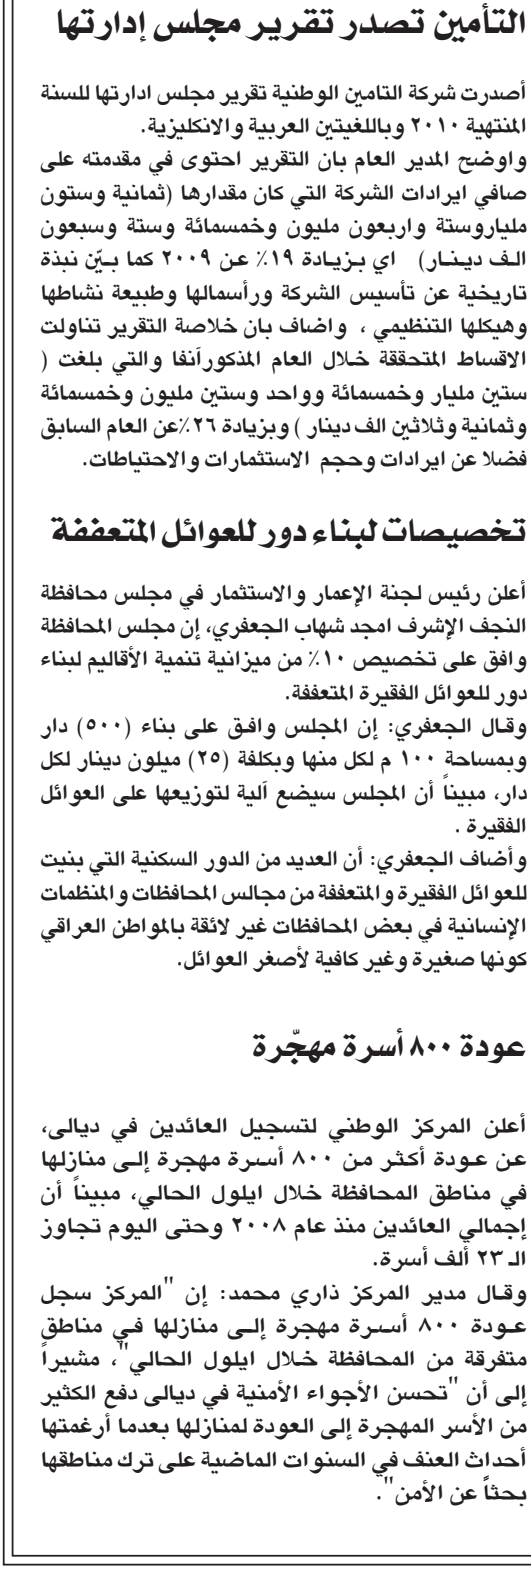 التأمين تصدر تقرير مجلس إدارتها
أصدرت شركة التامين الوطنية تقرير مجلس ادارتها للسنة
المنتهية ٢٠١٠ وباللغيتين العربية والانكليزية.
واوضح المدير العام بان التقرير احتوى في مقدمته على
صافي ايرادات الشركة التي كان مقدارها (ثمانية وستون
ملياروستة واربعون مليون وخمسمائة وستة وسبعون
الف دينار) اي بزيادة ١٩٪ عن ٢٠٠٩ كما بيّن نبذة
تاريخية عن تأسيس الشركة ورأسمالها وطبيعة نشاطها
وهيكلها التنظيمي ، واضاف بان خلاصة التقرير تناولت
الاقساط المتحققة خلال العام المذكورآنفا والتي بلغت (
ستين مليار وخمسمائة وواحد وستين مليون وخمسمائة
وثمانية وثلاثين الف دينار ) وبزيادة ٢٦٪عن العام السابق
فضلا عن ايرادات وحجم الاستثمارات والاحتياطات.
تخصيصات لبناء دور للعوائل المتعففة
أعلن رئيس لجنة الإعمار والاستثمار في مجلس محافظة
النجف الإشرف امجد شهاب الجعفري، إن مجلس المحافظة
وافق على تخصيص ١٠٪ من ميزانية تنمية الأقاليم لبناء
دور للعوائل الفقيرة المتعففة.
وقال الجعفري: إن المجلس وافق على بناء (٥٠٠) دار
وبمساحة ١٠٠ م لكل منها وبكلفة (٢٥) ميلون دينار لكل
دار، مبيناً أن المجلس سيضع آلية لتوزيعها على العوائل
الفقيرة .
وأضاف الجعفري: أن العديد من الدور السكنية التي بنيت
للعوائل الفقيرة والمتعففة من مجالس المحافظات والمنظمات
الإنسانية في بعض المحافظات غير لائقة بالمواطن العراقي
كونها صغيرة وغير كافية لأصغر العوائل.
عودة ٨٠٠ أسرة مهجّرة
أعلن المركز الوطني لتسجيل العائدين في ديالى،
عن عودة أكثر من ٨٠٠ أسرة مهجرة إلى منازلها
في مناطق المحافظة خلال ايلول الحالي، مبيناً أن
إجمالي العائدين منذ عام ٢٠٠٨ وحتى اليوم تجاوز
الـ ٢٣ ألف أسرة.
وقال مدير المركز ذاري محمد: إن "المركز سجل
عودة ٨٠٠ أسرة مهجرة إلى منازلها في مناطق
متفرقة من المحافظة خلال ايلول الحالي"، مشيراً
إلى أن "تحسن الأجواء الأمنية في ديالى دفع الكثير
من الأسر المهجرة إلى العودة لمنازلها بعدما أرغمتها
أحداث العنف في السنوات الماضية على ترك مناطقها
بحثاً عن الأمن".